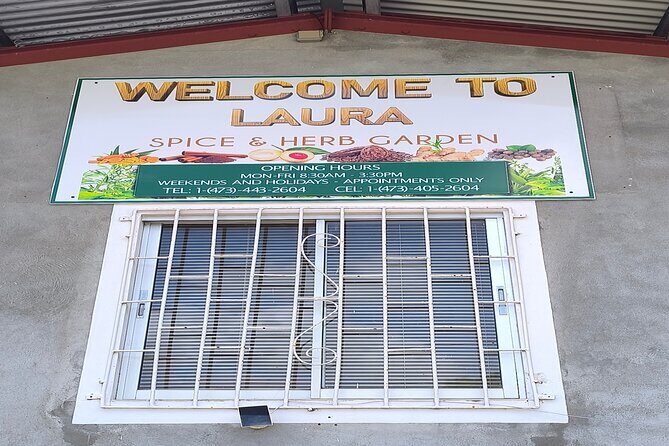 WELCOME TO
LAURA
SPICE & HERB GARDEN
OPENING HOURS
MON-FRI 8:30AM - 3:30PM
WEEKENDS AND HOLIDAYS - APPOINTMENTS ONLY
TEL: 1-(473)-443-2604 CEL: 1-(473)-405-2604